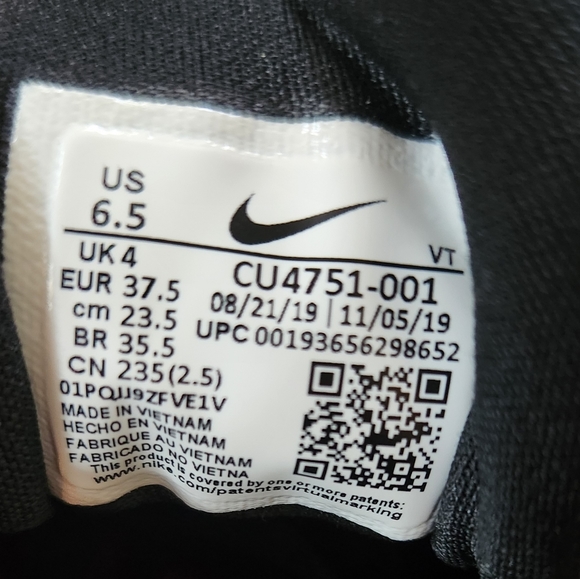 US
6.5
UK 4
VT
EUR 37.5
CU4751-001
cm 23.5
08/21/19 | 11/05/19
BR 35.5
UPC 00193656298652
CN 235(2.5)
01PQJJ9ZFVE1V
MADE IN VIETNAM
HECHO EN VIETNAM
FABRIQUE AU VIETNAM
FABRICADO NO VIETNA
This product is covered by one or more patents:
www.nike.com/patentsvirtualmarking